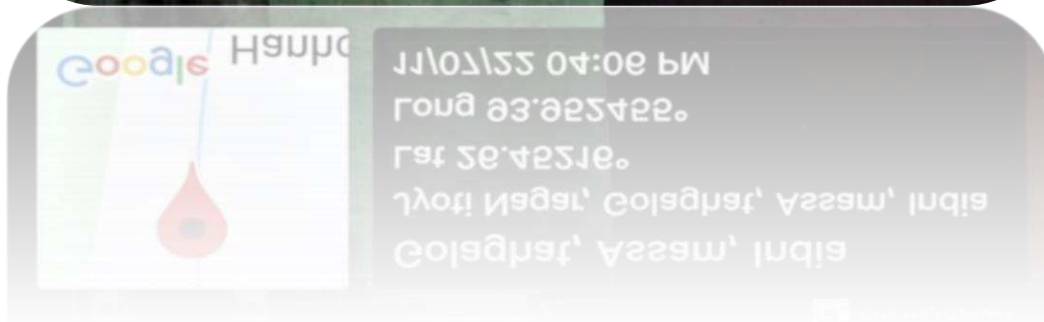 Golaghat, Assam, India
Jyoti Nagar, Golaghat, Assam, India
Lat 26.45216°
Long 93.952455°
11/07/22 04:06 PM
Google